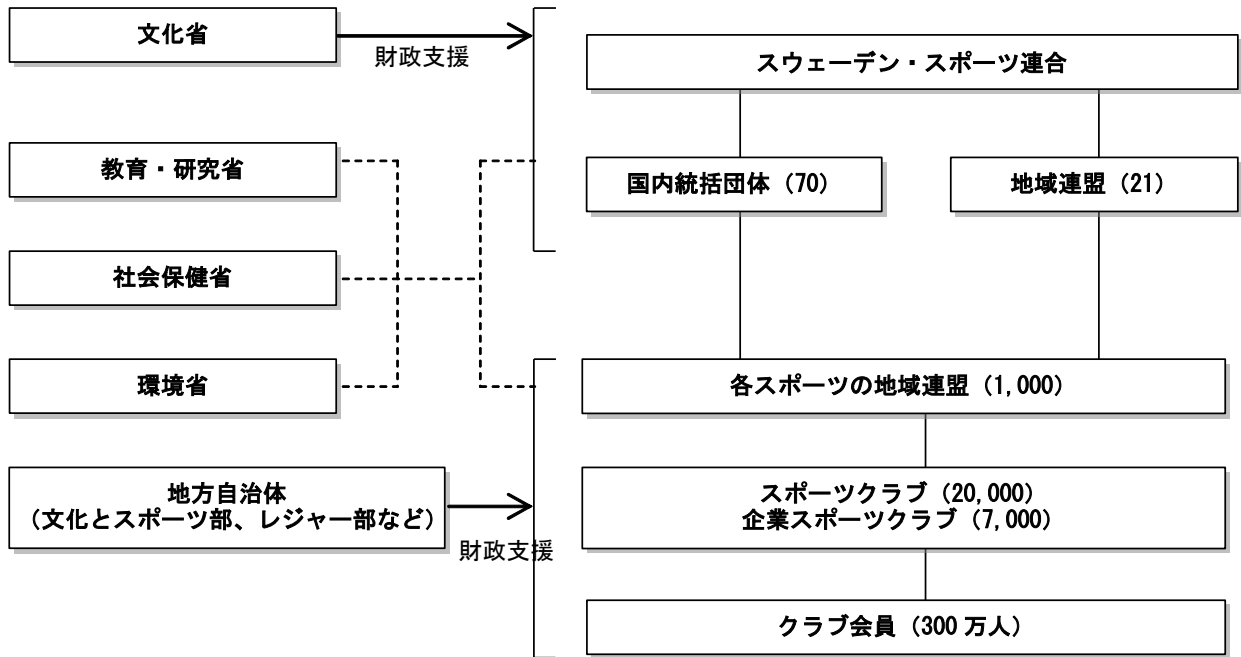 文化省
財政支援
スウェーデン・スポーツ連合
教育・研究省
国内統括団体（70）
地域連盟（21）
社会保健省
環境省
各スポーツの地域連盟（1,000）
地方自治体
（文化とスポーツ部、レジャー部など）
財政支援
スポーツクラブ（20,000）
企業スポーツクラブ（7,000）
クラブ会員（300 万人）